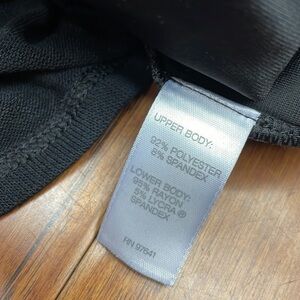 UPPER BODY:
92% POLYESTER
8% SPANDEX
LOWER BODY:
95% RAYON
5% LYCRA ®
SPANDEX
RN 97641